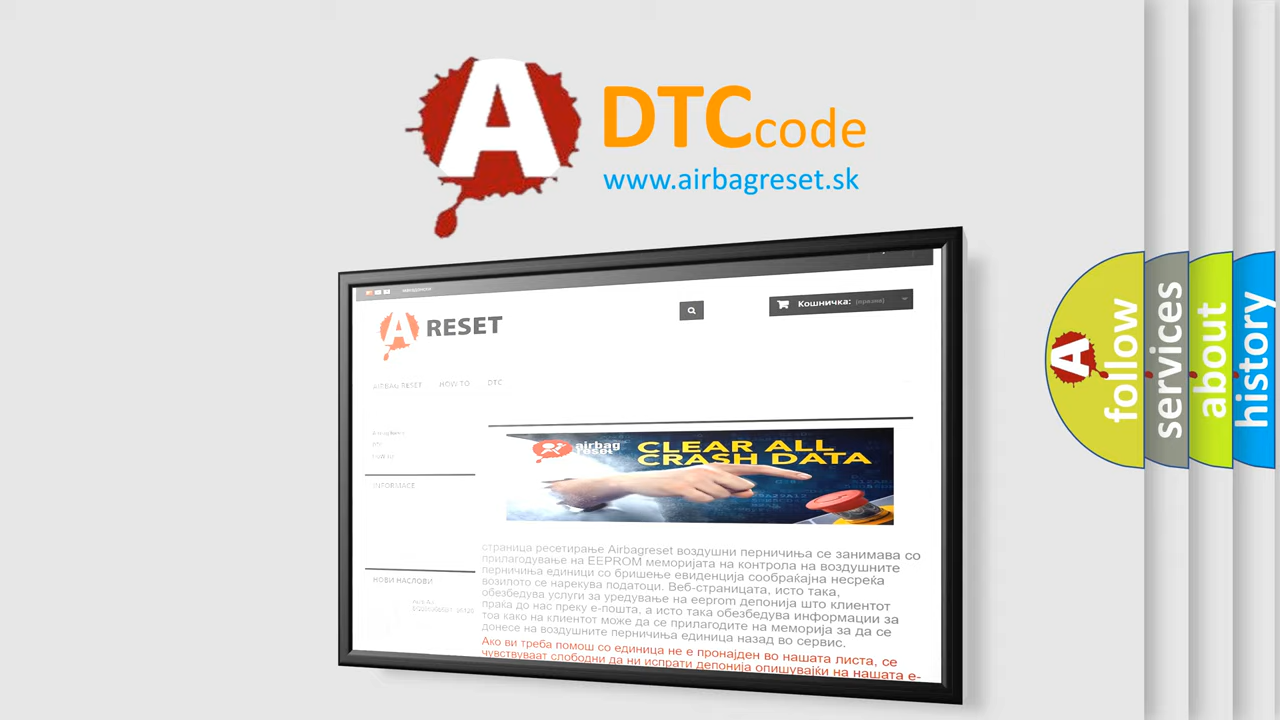 A
DTC code
www.airbagreset.sk
Кошничка: (празна)
A RESET
AIRBAG RESET HOW TO DTC
airbag
reset
CLEAR ALL
CRASH DATA
INFORMACE
НОВИ НАСЛОВИ
страница ресетирање Airbagreset воздушни перничиња се занимава со
прилагодување на EEPROM меморијата на контрола на воздушните
перничиња единици со бришење евиденција сообраќајна несреќа
возилото се нарекува податоци. Веб-страницата, исто така,
обезбедува услуги за уредување на eeprom депонија што клиентот
праќа до нас преку е-пошта, а исто така обезбедува информации за
тоа како на клиентот може да се прилагодите на меморија за да се
донесе на воздушните перничиња единица назад во сервис.
Ако ви треба помош со единица не е пронајден во нашата листа, се
чувствуваат слободни да ни испрати депонија опишувајќи на нашата е-
A
follow
services
about
history